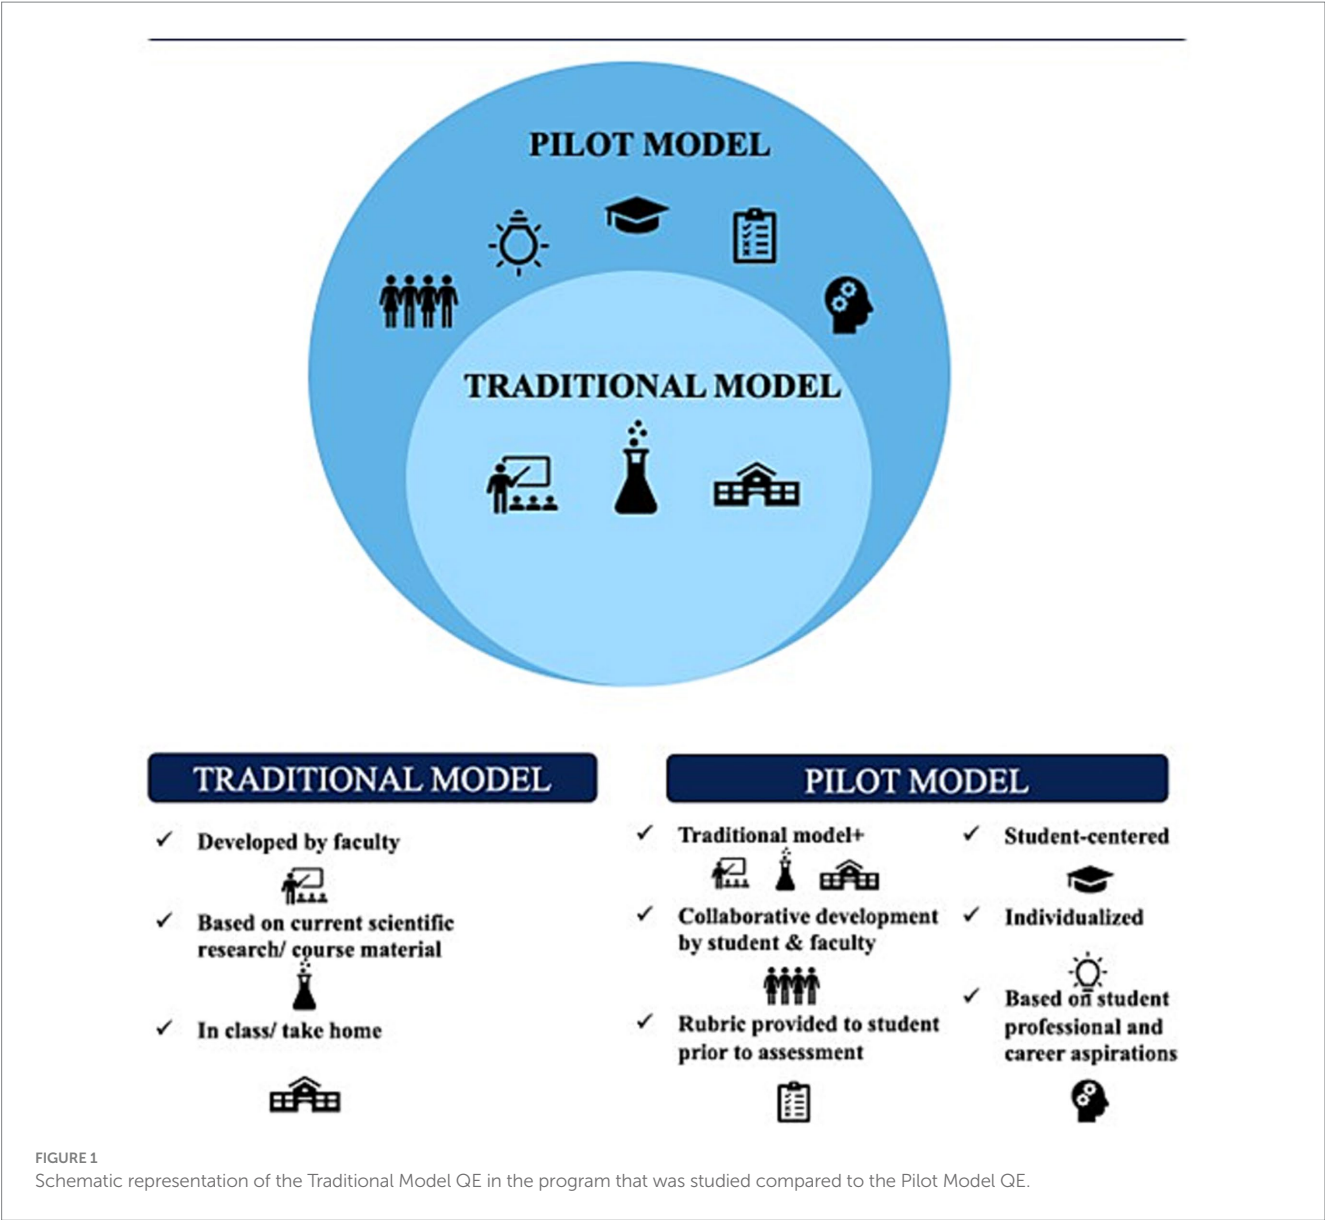 PILOT MODEL
TRADITIONAL MODEL
TRADITIONAL MODEL
✓ Developed by faculty
✓ Based on current scientific
research/ course material
✓ In class/ take home
PILOT MODEL
✓ Traditional model+
✓ Collaborative development
by student & faculty
✓ Rubric provided to student
prior to assessment
✓ Student-centered
✓ Individualized
✓ Based on student
professional and
career aspirations
FIGURE 1
Schematic representation of the Traditional Model QE in the program that was studied compared to the Pilot Model QE.